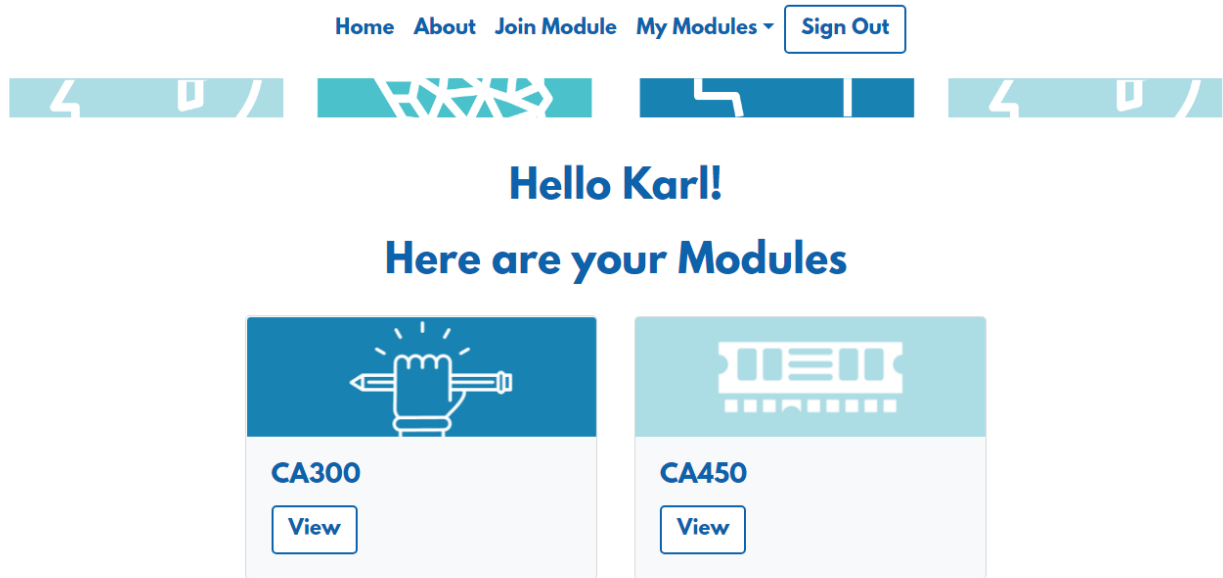 Home About Join Module My Modules Sign Out
Hello Karl!
Here are your Modules
CA300 CA450
View View